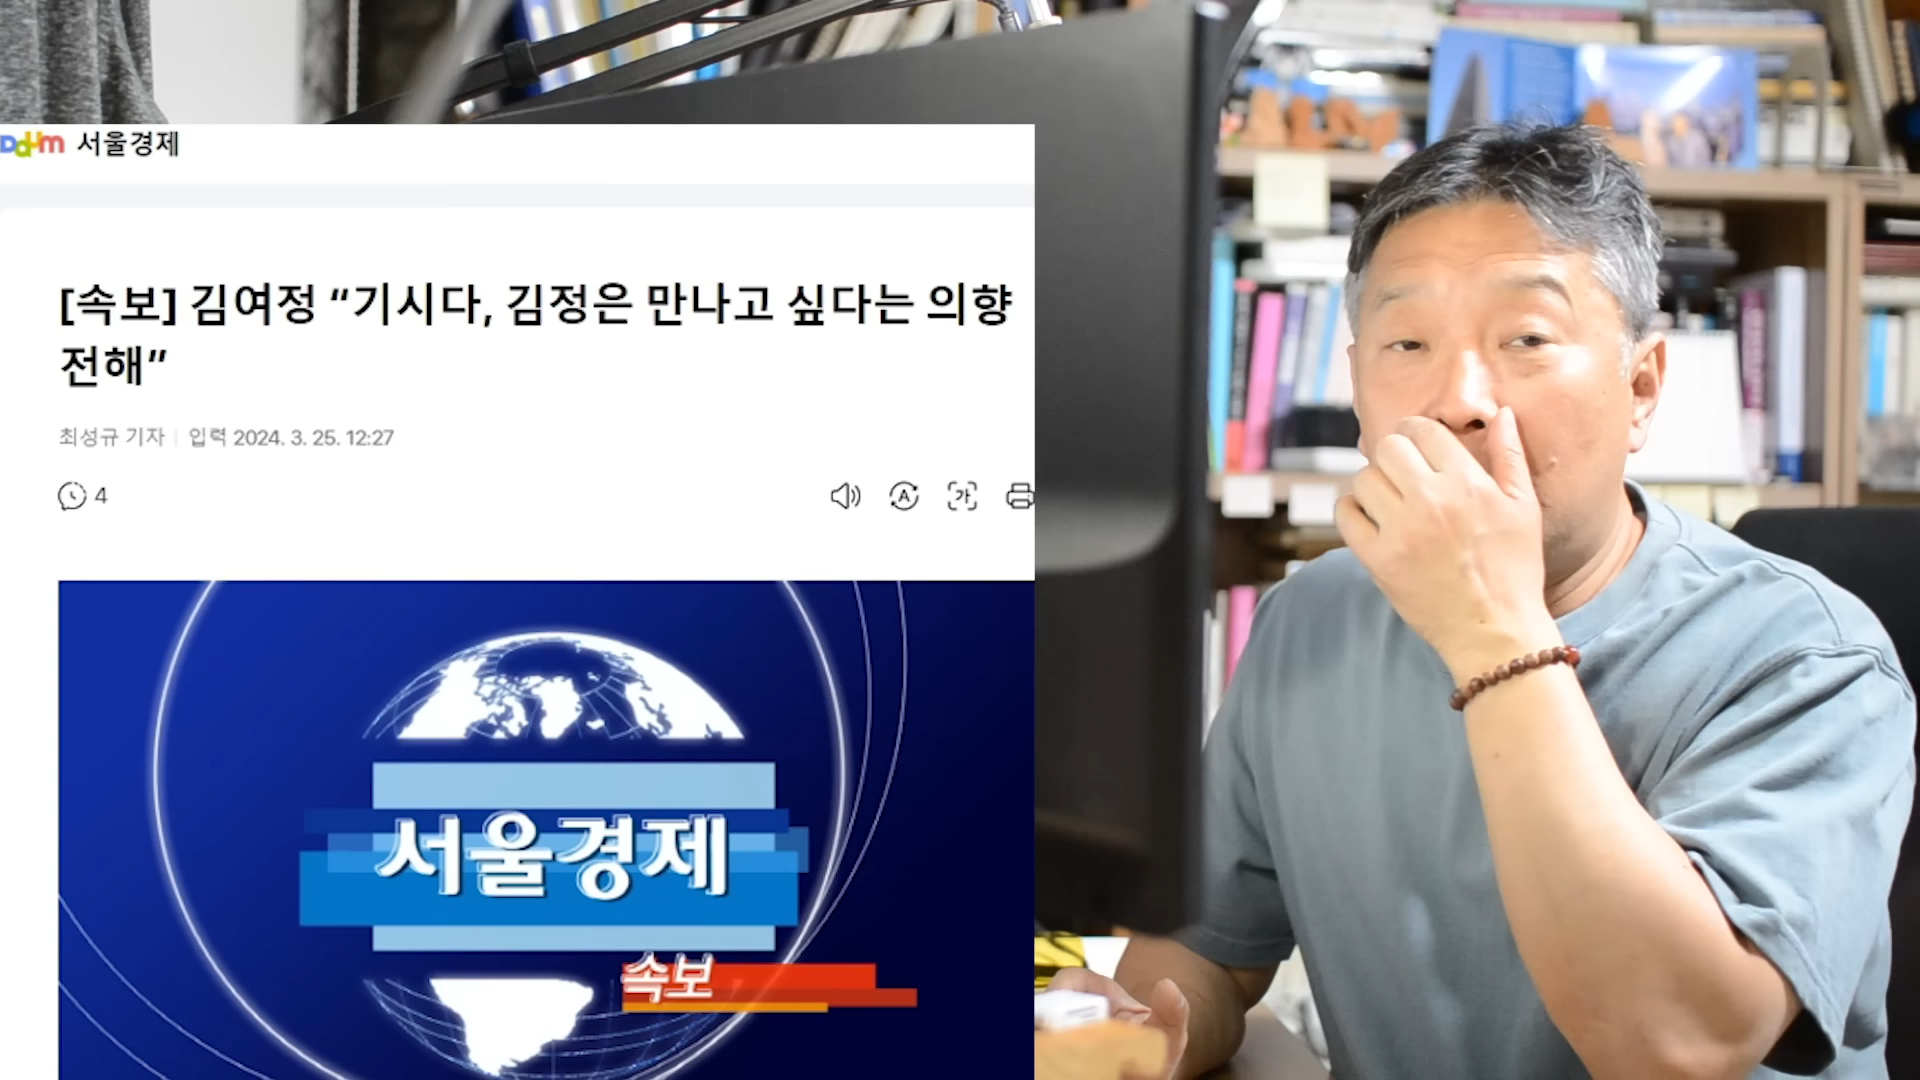 Daum 서울경제
[속보] 김여정 “기시다, 김정은 만나고 싶다는 의향
전해”
최성규 기자 | 입력 2024. 3. 25. 12:27
4
A
가
서울경제
속보